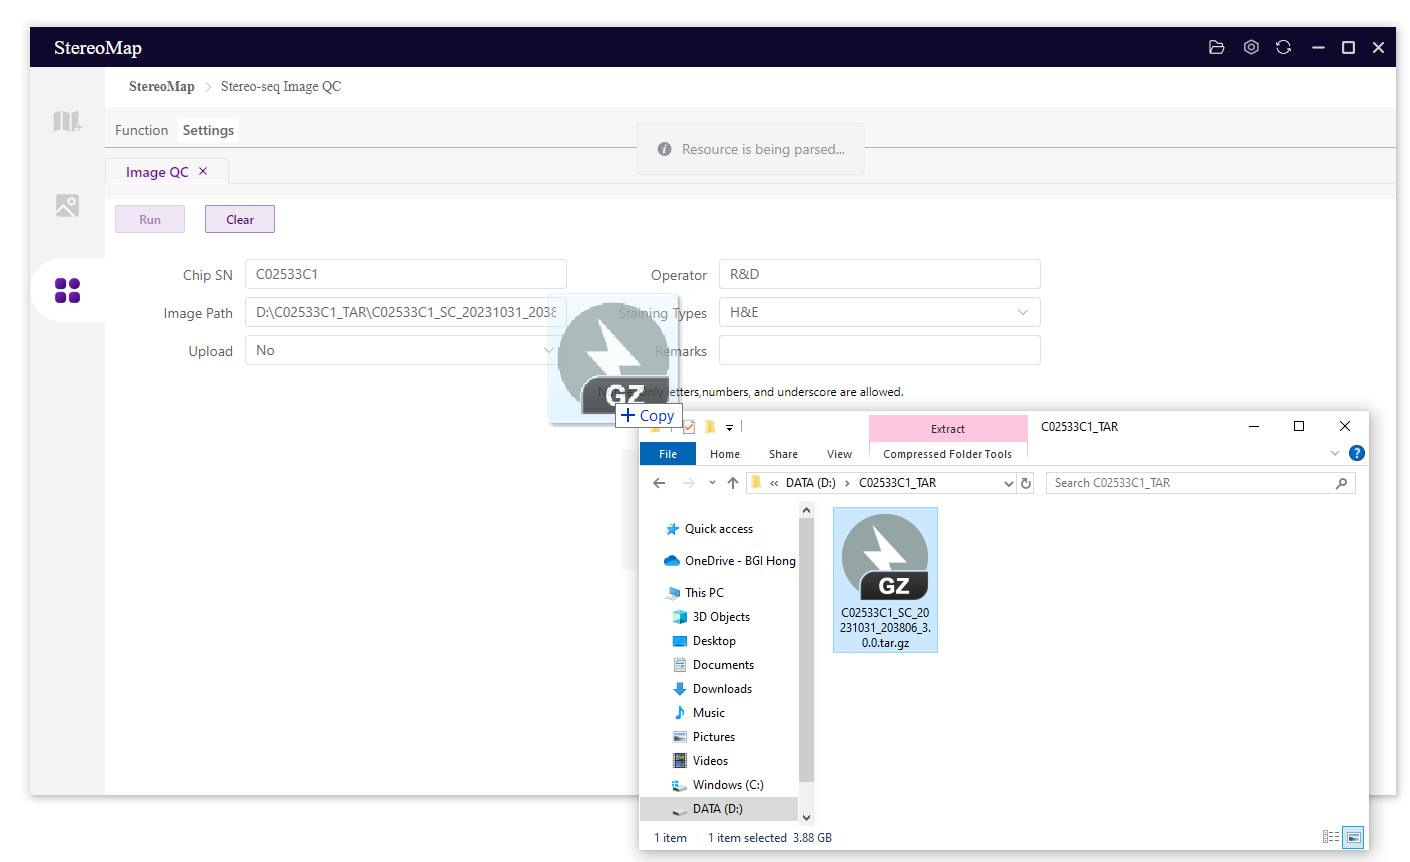 StereoMap
StereoMap > Stereo-seq Image QC
Function Settings
Resource is being parsed...
Image QC ×
Run Clear
Chip SN C02533C1 Operator R&D
Image Path D:\C02533C1_TAR\C02533C1_SC_20231031_2038 Staining Types H&E
Upload No Remarks
Only letters,numbers, and underscore are allowed.
GZ
+ Copy
Extract C02533C1_TAR
File Home Share View Compressed Folder Tools
« DATA (D:) > C02533C1_TAR Search C02533C1_TAR
Quick access
OneDrive - BGI Hong
This PC
3D Objects
Desktop
Documents
Downloads
Music
Pictures
Videos
Windows (C:)
DATA (D:)
GZ
C02533C1_SC_20
231031_203806_3.
0.0.tar.gz
1 item 1 item selected 3.88 GB